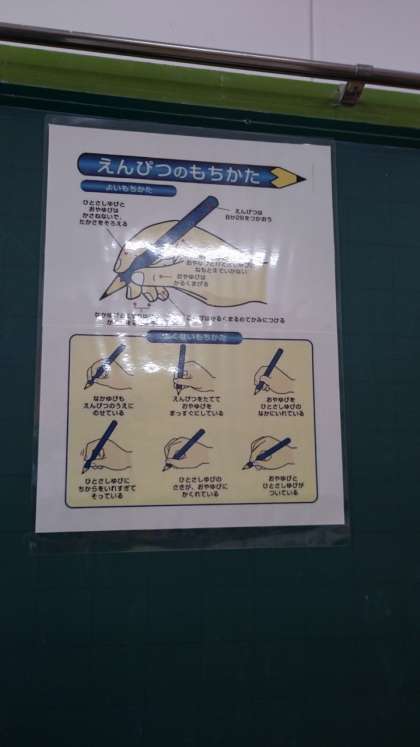 えんぴつのもちかた
よいもちかた
ひとさしゆびと
おやゆびは
かさねないで、
たかさをそろえる
えんぴつは
Bか2Bをつかおう
おやゆびは
かるくまげる
よくないもちかた
なかゆびも
えんぴつのうえに
のせている
えんぴつをたてて
おやゆびを
まっすぐにしている
おやゆびを
ひとさしゆびの
なかにいれている
ひとさしゆびに
ちからをいれすぎて
そっている
ひとさしゆびの
さきが、おやゆびに
かくれている
おやゆびと
ひとさしゆびが
ついている